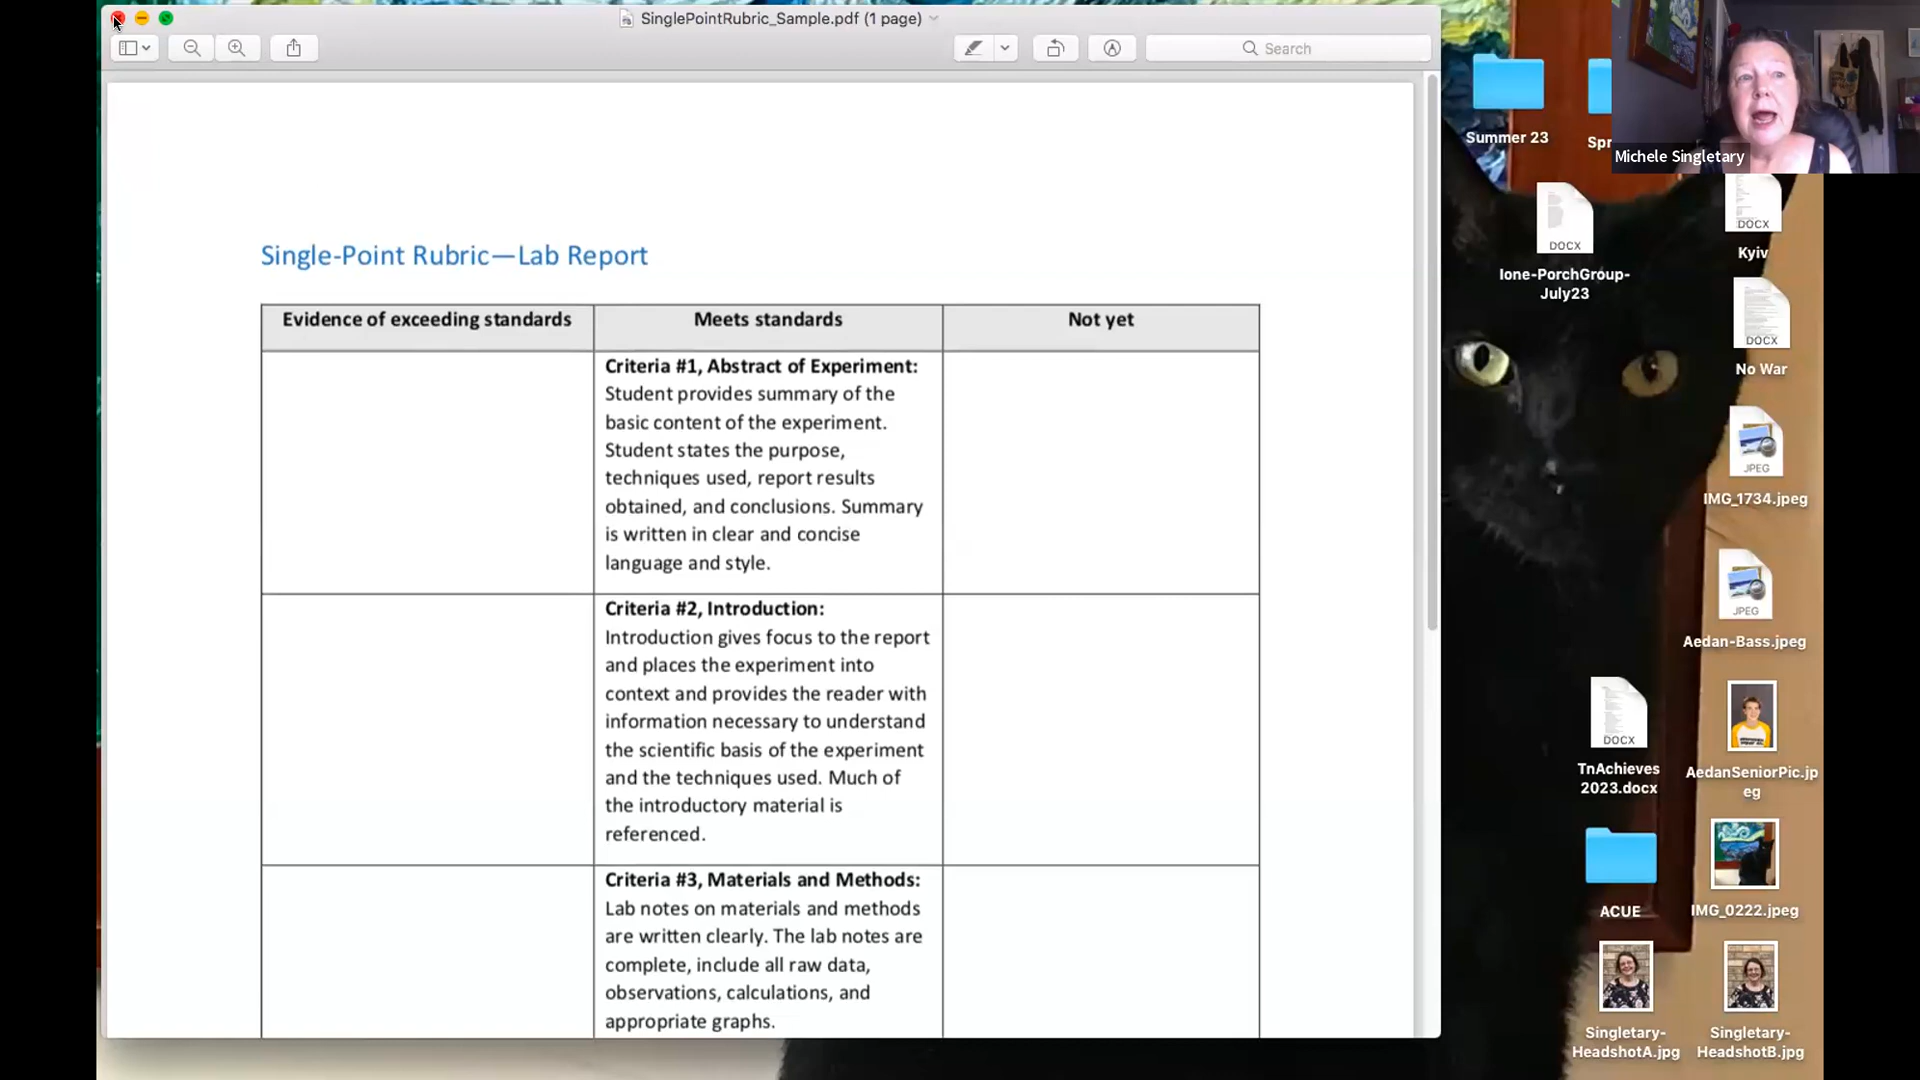 SinglePointRubric_Sample.pdf (1 page)
Search
Single-Point Rubric—Lab Report
Evidence of exceeding standards
Meets standards
Not yet
Criteria #1, Abstract of Experiment:
Student provides summary of the
basic content of the experiment.
Student states the purpose,
techniques used, report results
obtained, and conclusions. Summary
is written in clear and concise
language and style.
Criteria #2, Introduction:
Introduction gives focus to the report
and places the experiment into
context and provides the reader with
information necessary to understand
the scientific basis of the experiment
and the techniques used. Much of
the introductory material is
referenced.
Criteria #3, Materials and Methods:
Lab notes on materials and methods
are written clearly. The lab notes are
complete, include all raw data,
observations, calculations, and
appropriate graphs.
Michele Singletary
Summer 23
Spr
DOCX
Ione-PorchGroup-
July23
DOCX
Kyiv
DOCX
No War
JPEG
IMG_1734.jpeg
JPEG
Aedan-Bass.jpeg
DOCX
TnAchieves
2023.docx
AedanSeniorPic.jp
eg
ACUE
IMG_0222.jpeg
Singletary-
HeadshotA.jpg
Singletary-
HeadshotB.jpg